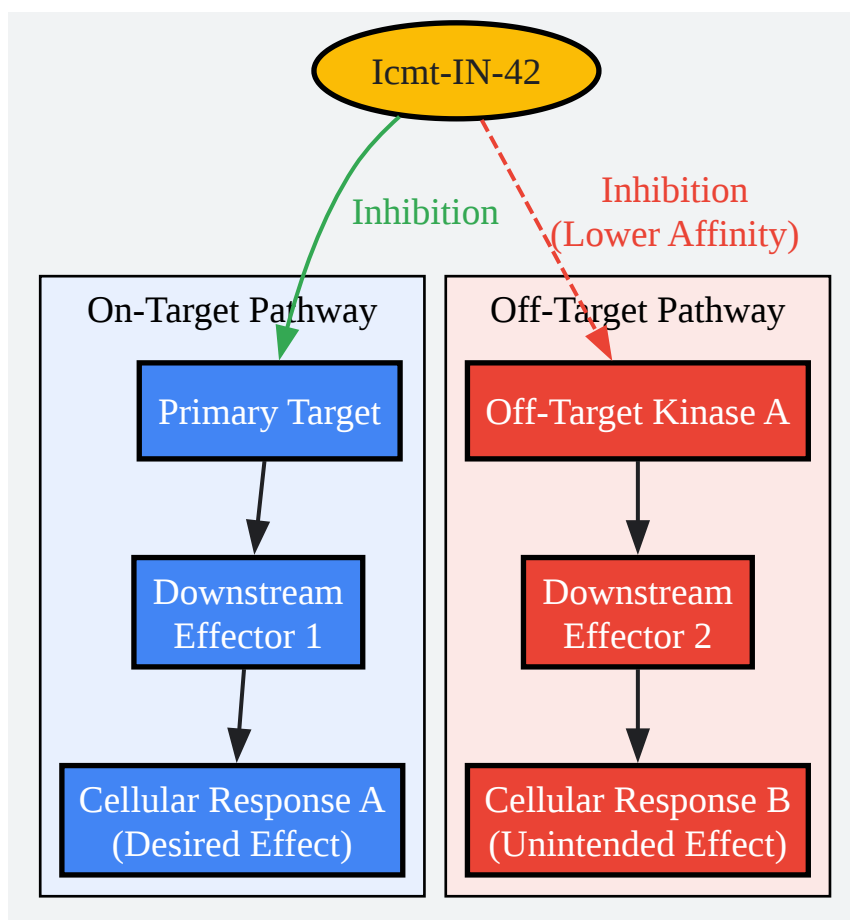 Icmt-IN-42
Inhibition
Inhibition
(Lower Affinity)
On-Target Pathway
Primary Target
Downstream
Effector 1
Cellular Response A
(Desired Effect)
Off-Target Pathway
Off-Target Kinase A
Downstream
Effector 2
Cellular Response B
(Unintended Effect)